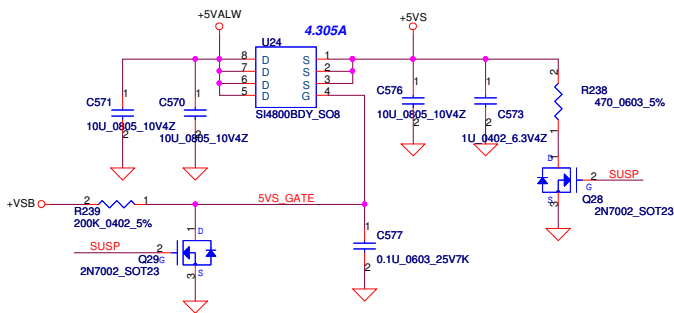 +5VALW
+5VS
4.305A
U24
8 D S 1
7 D S 2
6 D S 3
5 D G 4
SI4800BDY_SO8
C571
1
2
10U_0805_10V4Z
C570
1
2
10U_0805_10V4Z
C576
1
2
10U_0805_10V4Z
C573
1
2
1U_0402_6.3V4Z
2
R238
470_0603_5%
1
1
D
2
G
SUSP
S
3
Q28
2N7002_SOT23
+VSB
2
1
R239
200K_0402_5%
5VS_GATE
SUSP
1
D
2
G
Q29
S
3
2N7002_SOT23
1
C577
0.1U_0603_25V7K
2